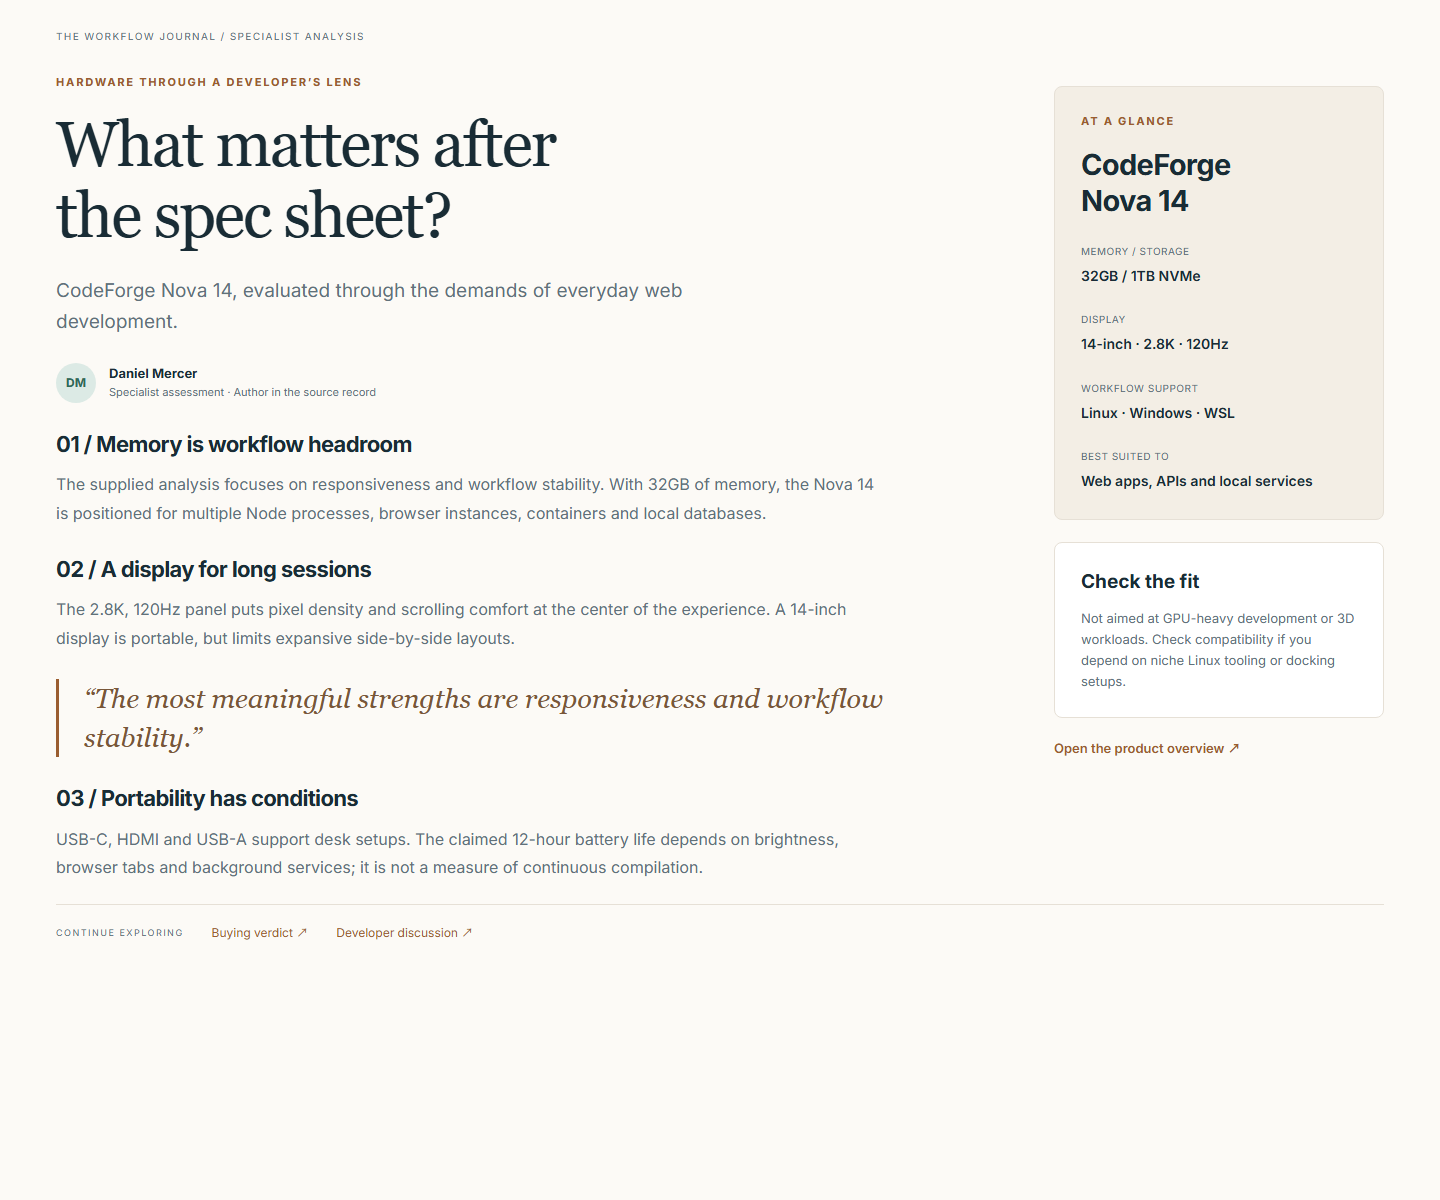 THE WORKFLOW JOURNAL / SPECIALIST ANALYSIS
HARDWARE THROUGH A DEVELOPER’S LENS
What matters after
the spec sheet?
CodeForge Nova 14, evaluated through the demands of everyday web
development.
DM
Daniel Mercer
Specialist assessment · Author in the source record
01 / Memory is workflow headroom
The supplied analysis focuses on responsiveness and workflow stability. With 32GB of memory, the Nova 14
is positioned for multiple Node processes, browser instances, containers and local databases.
02 / A display for long sessions
The 2.8K, 120Hz panel puts pixel density and scrolling comfort at the center of the experience. A 14-inch
display is portable, but limits expansive side-by-side layouts.
“The most meaningful strengths are responsiveness and workflow
stability.”
03 / Portability has conditions
USB-C, HDMI and USB-A support desk setups. The claimed 12-hour battery life depends on brightness,
browser tabs and background services; it is not a measure of continuous compilation.
AT A GLANCE
CodeForge
Nova 14
MEMORY / STORAGE
32GB / 1TB NVMe
DISPLAY
14-inch · 2.8K · 120Hz
WORKFLOW SUPPORT
Linux · Windows · WSL
BEST SUITED TO
Web apps, APIs and local services
Check the fit
Not aimed at GPU-heavy development or 3D
workloads. Check compatibility if you
depend on niche Linux tooling or docking
setups.
Open the product overview ↗
CONTINUE EXPLORING
Buying verdict ↗
Developer discussion ↗